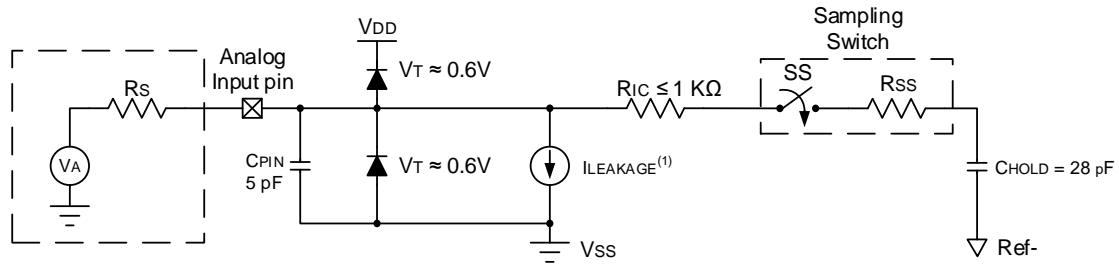 Sampling
Switch
VDD
Analog
Input pin
VT ≈ 0.6V
RS
RIC ≤ 1 KΩ
SS
RSS
VA
CPIN
5 pF
VT ≈ 0.6V
ILEAKAGE(1)
CHOLD = 28 pF
VSS
Ref-